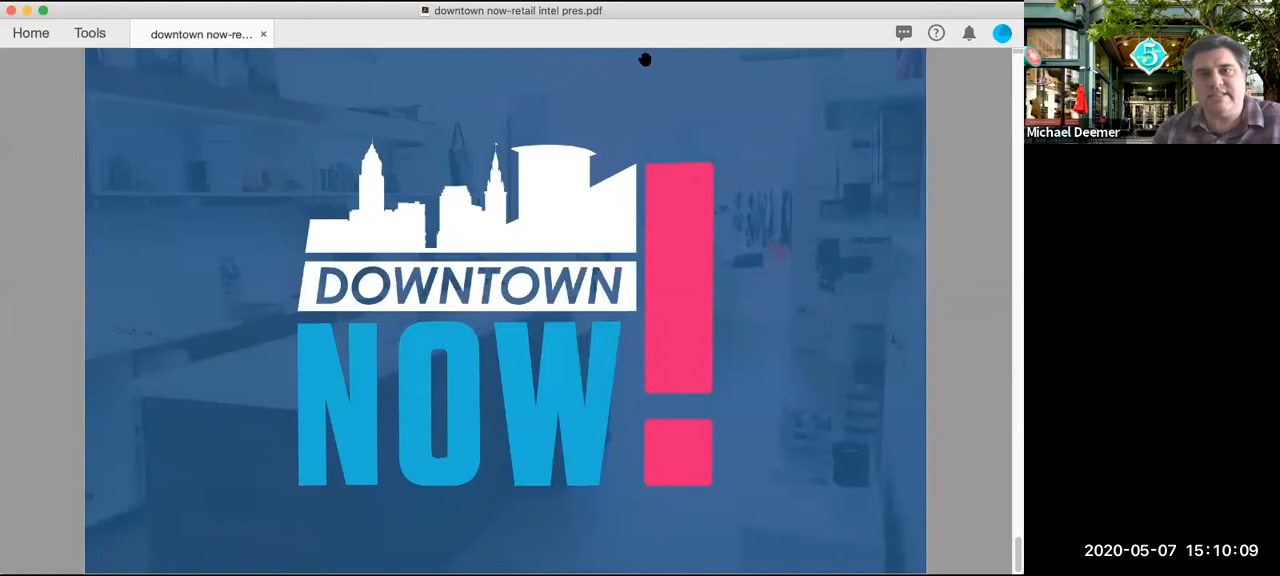 downtown now-retail intel pres.pdf
Home Tools downtown now-re... ×
5
Michael Deemer
DOWNTOWN
NOW!
2020-05-07 15:10:09